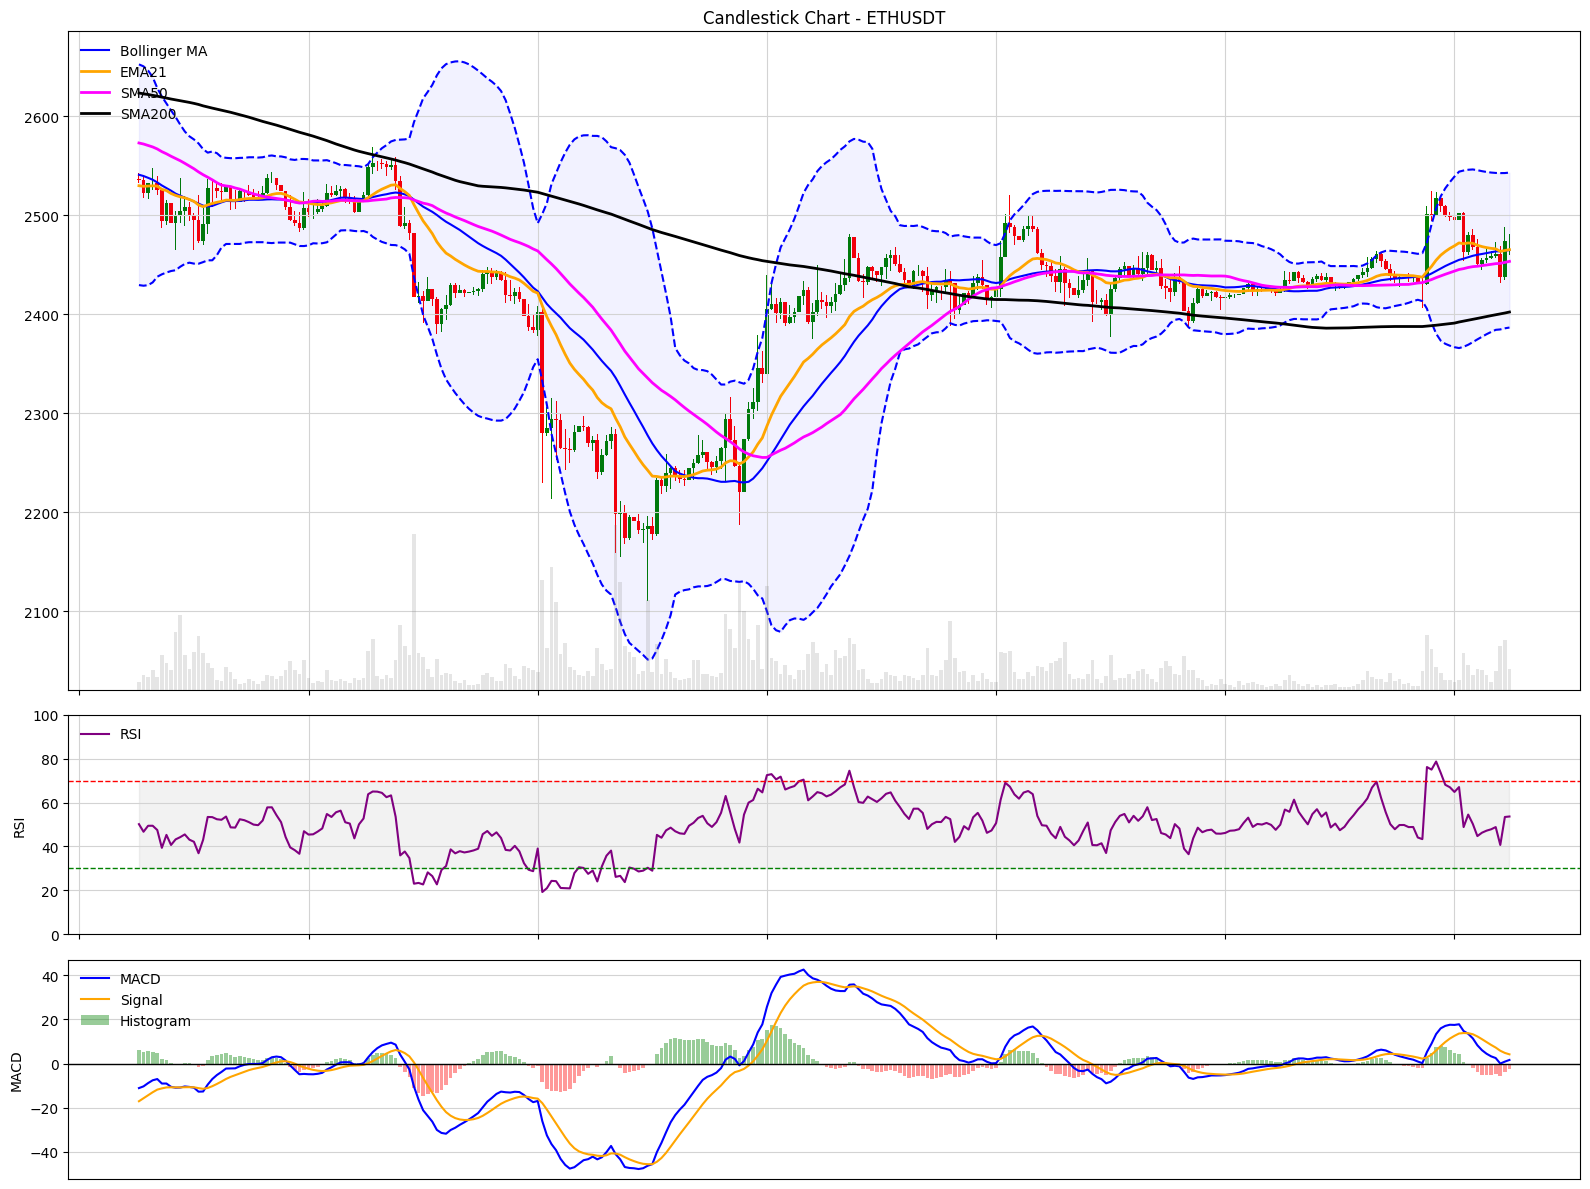 Candlestick Chart - ETHUSDT
Bollinger MA
EMA21
SMA50
SMA200
2600
2500
2400
2300
2200
2100
RSI
100
80
60
40
20
0
RSI
MACD
Signal
Histogram
40
20
0
−20
−40
MACD